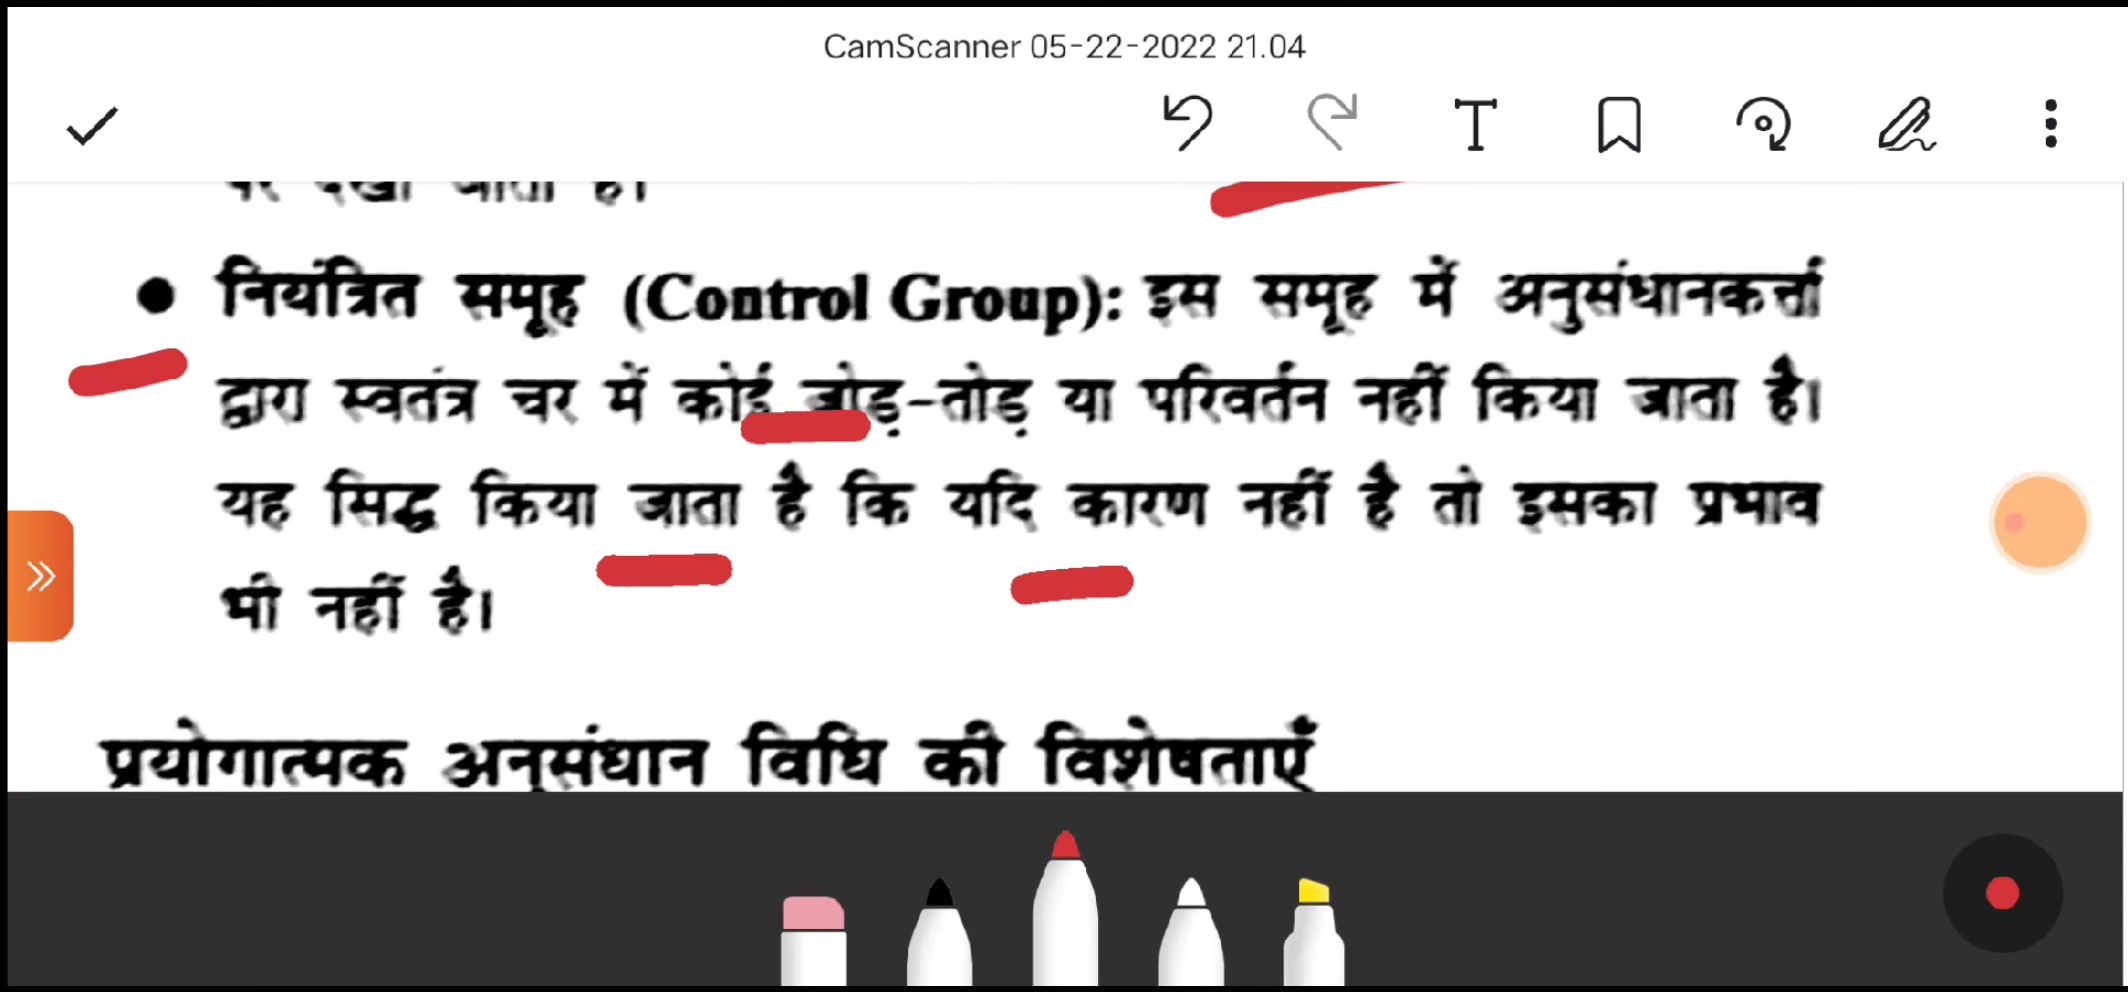 CamScanner 05-22-2022 21.04
पर देखा जाता है।
● नियंत्रित समूह (Control Group): इस समूह में अनुसंधानकर्त्ता
द्वारा स्वतंत्र चर में कोई जोड़-तोड़ या परिवर्तन नहीं किया जाता है।
यह सिद्ध किया जाता है कि यदि कारण नहीं है तो इसका प्रभाव
भी नहीं है।
प्रयोगात्मक अनुसंधान विधि की विशेषताएँ